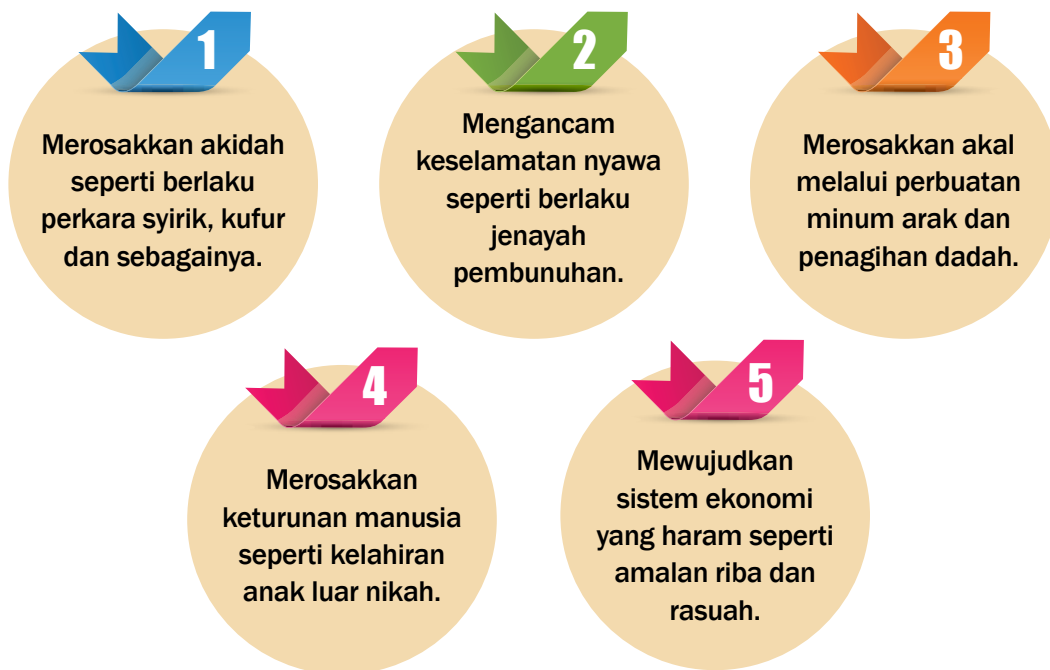 1
Merosakkan akidah
seperti berlaku
perkara syirik, kufur
dan sebagainya.
2
Mengancam
keselamatan nyawa
seperti berlaku
jenayah
pembunuhan.
3
Merosakkan akal
melalui perbuatan
minum arak dan
penagihan dadah.
4
Merosakkan
keturunan manusia
seperti kelahiran
anak luar nikah.
5
Mewujudkan
sistem ekonomi
yang haram seperti
amalan riba dan
rasuah.